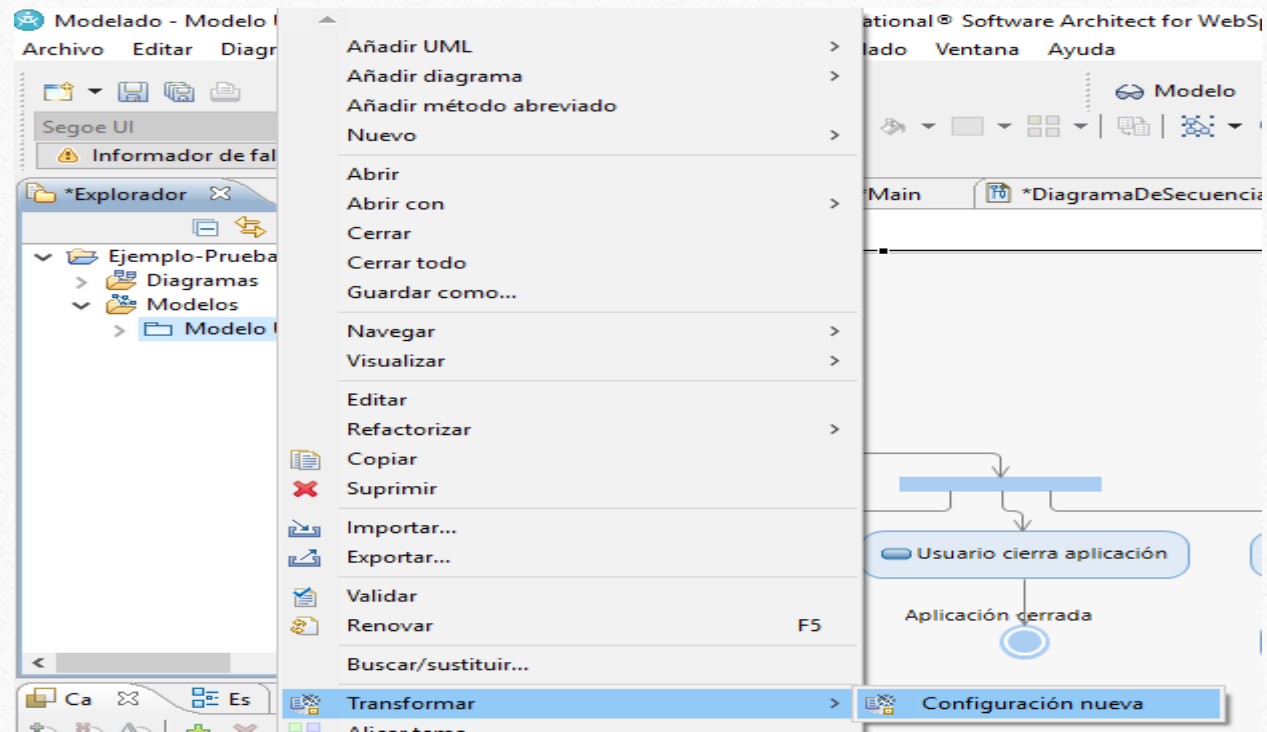 Modelado - Modelo
ational® Software Architect for WebSp
Archivo Editar Diagr
lado Ventana Ayuda
Modelo
Segoe UI
Informador de fal
*Explorador
Main
*DiagramaDeSecuencia
Ejemplo-Prueba
Diagramas
Modelos
Modelo U
Añadir UML >
Añadir diagrama >
Añadir método abreviado
Nuevo >
Abrir
Abrir con >
Cerrar
Cerrar todo
Guardar como...
Navegar >
Visualizar >
Editar
Refactorizar >
Copiar
Suprimir
Importar...
Exportar...
Validar
Renovar F5
Buscar/sustituir...
Transformar >
Configuración nueva
Usuario cierra aplicación
Aplicación cerrada
Ca
Es